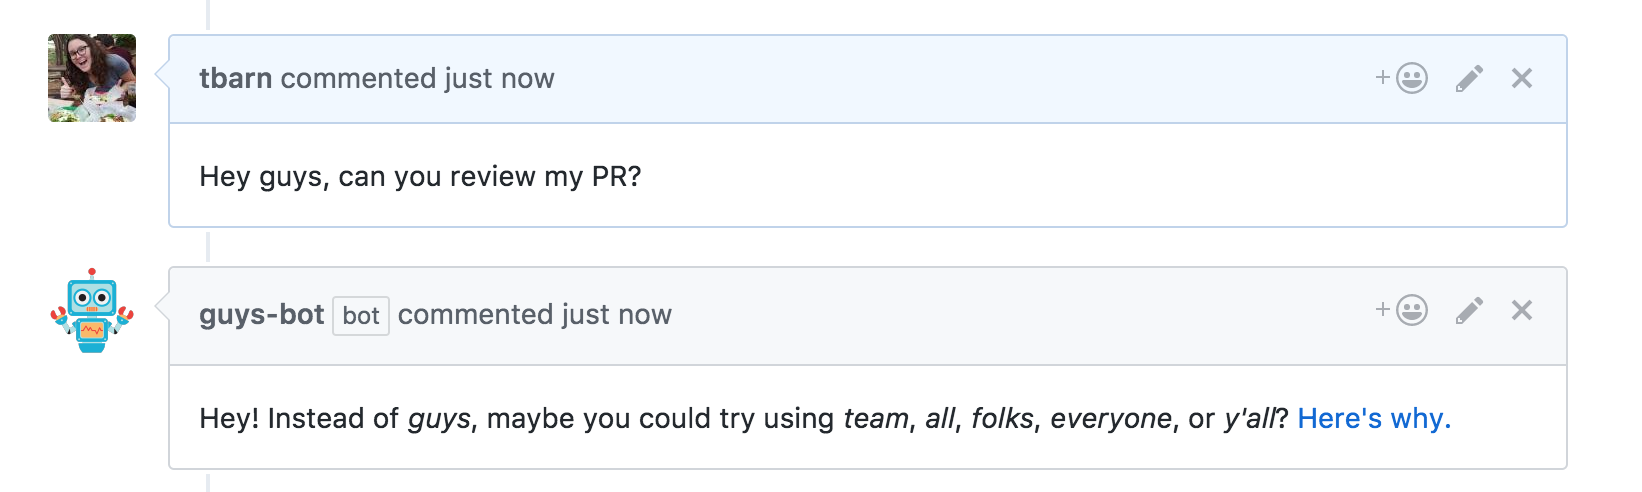 tbarn commented just now
Hey guys, can you review my PR?
guys-bot bot commented just now
Hey! Instead of guys, maybe you could try using team, all, folks, everyone, or y'all? Here's why.